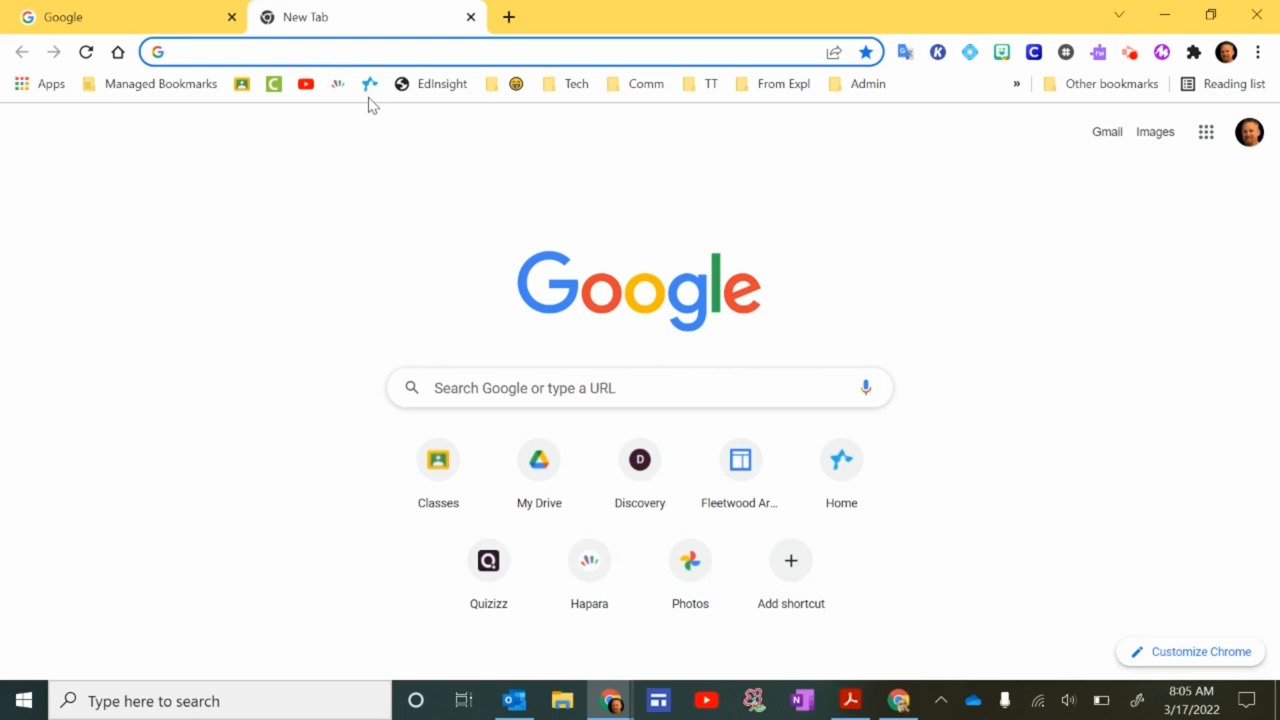 Google
New Tab
Apps
Managed Bookmarks
EdInsight
Tech
Comm
TT
From Expl
Admin
»
Other bookmarks
Reading list
Gmail
Images
Google
Search Google or type a URL
Classes
My Drive
Discovery
Fleetwood Ar...
Home
Quizizz
Hapara
Photos
Add shortcut
Customize Chrome
Type here to search
8:05 AM
3/17/2022